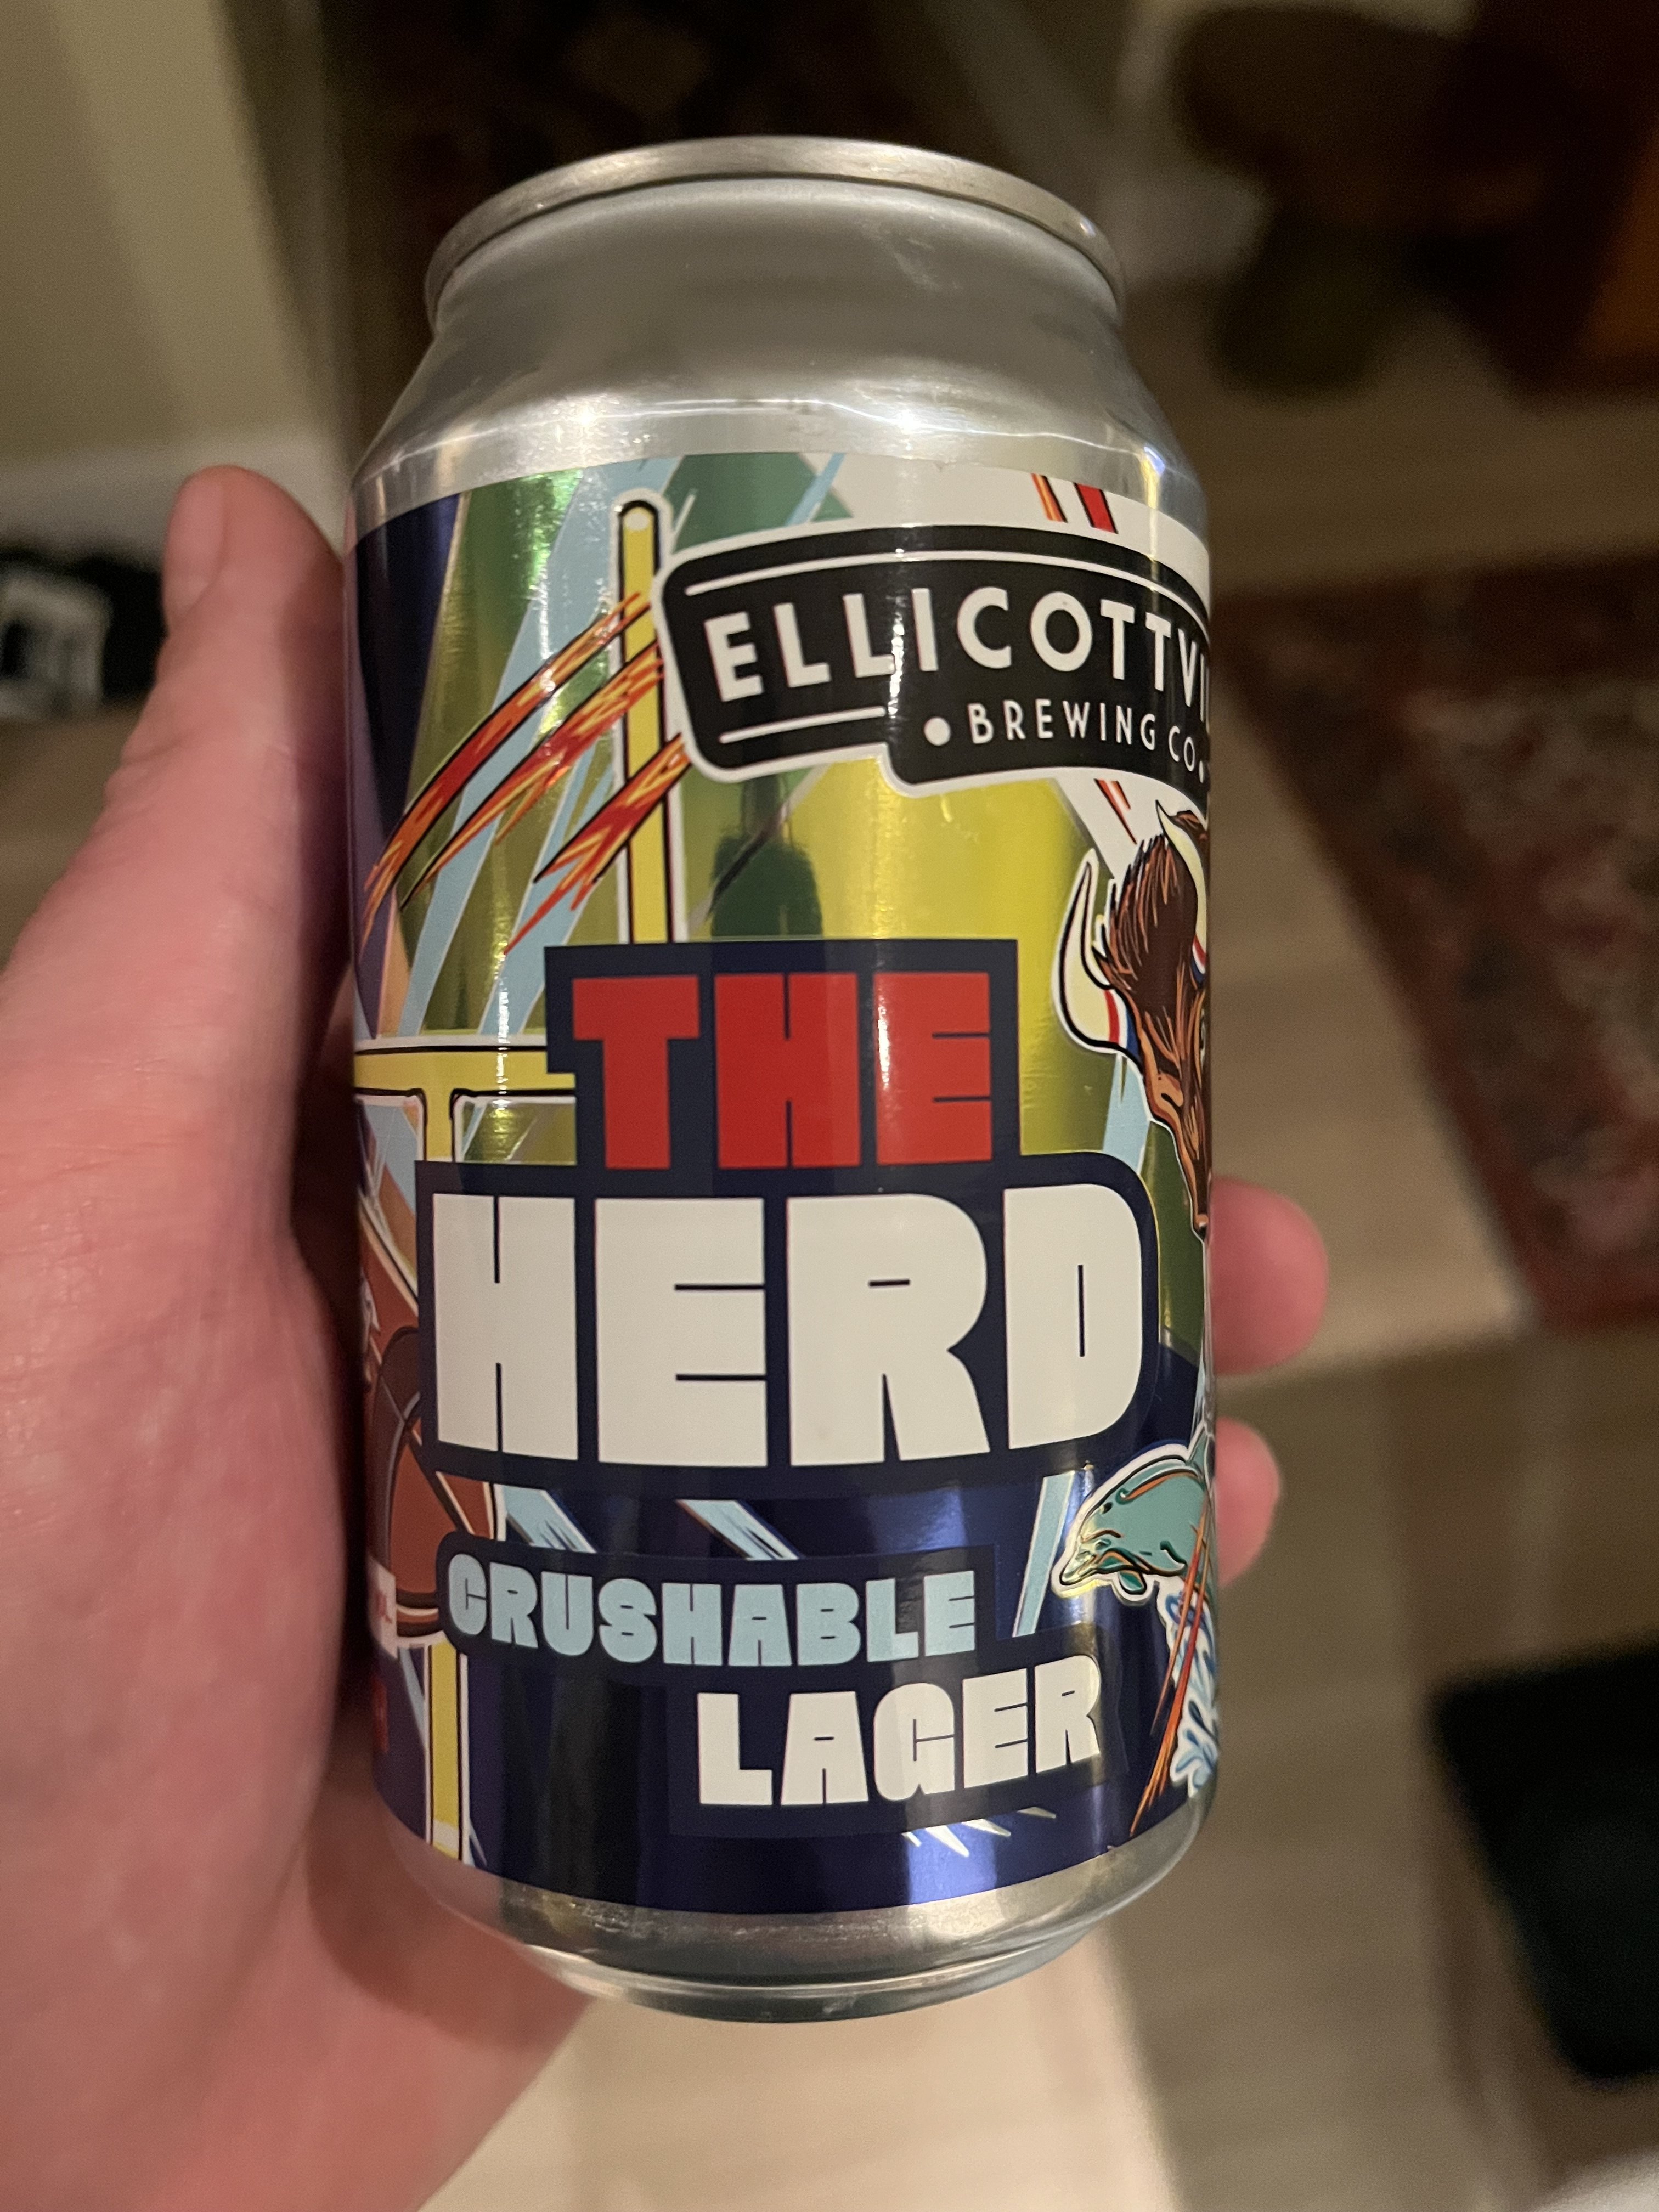 ELLICOTTVI
•BREWING CO•
THE
HERD
CRUSHABLE
LAGER